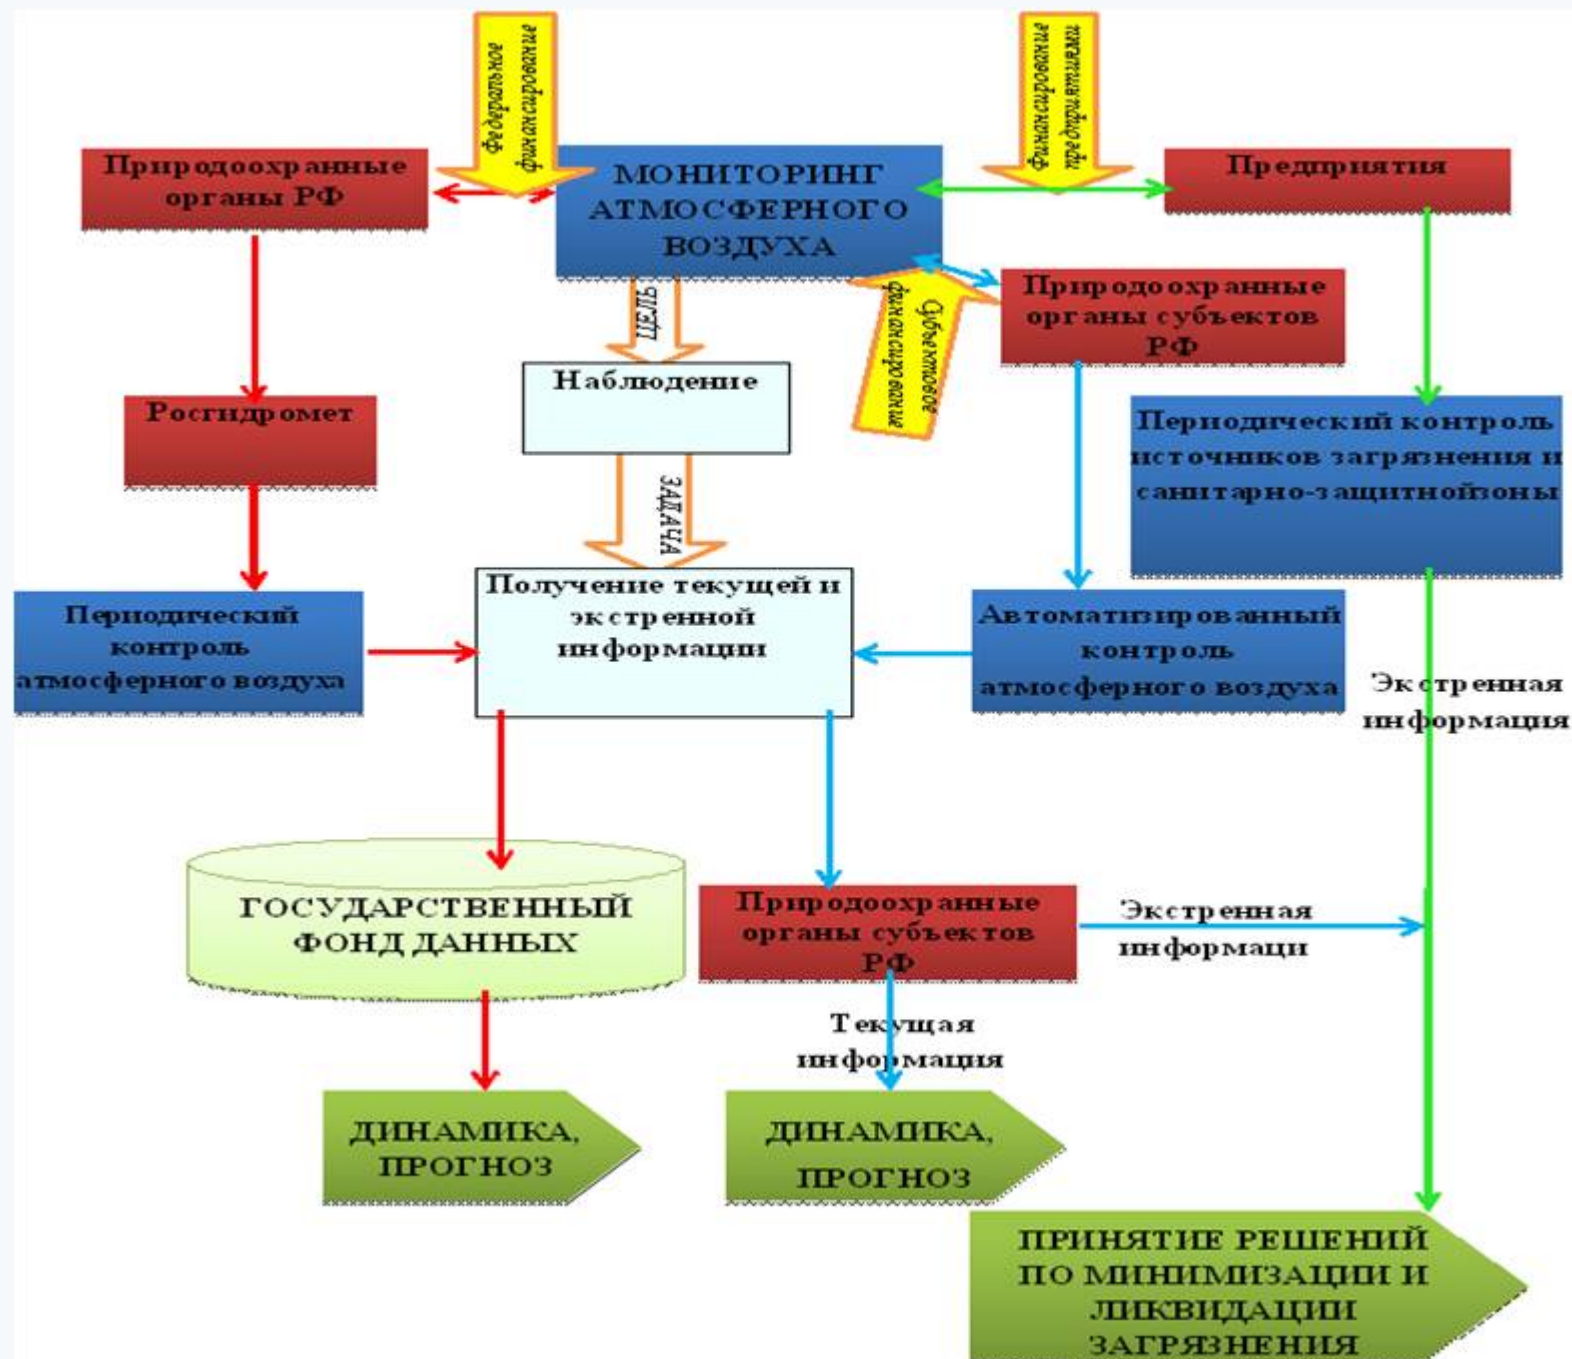 Федеральное
финансирование
Финансирование
предприятиями
Природоохранные
органы РФ
МОНИТОРИНГ
АТМОСФЕРНОГО
ВОЗДУХА
Предприятия
ЦЕЛЬ
Субъектовое
финансирование
Природоохранные
органы субъектов
РФ
Наблюдение
Росгидромет
Периодический контроль
источников загрязнения и
санитарно-защитнойзоны
ЗАДАЧА
Получение текущей и
экстренной
информации
Периодический
контроль
атмосферного воздуха
Автоматизированный
контроль
атмосферного воздуха
Экстренная
информация
ГОСУДАРСТВЕННЫЙ
ФОНД ДАННЫХ
Природоохранные
органы субъектов
РФ
Экстренная
информаци
Текущая
информация
ДИНАМИКА,
ПРОГНОЗ
ДИНАМИКА,
ПРОГНОЗ
ПРИНЯТИЕ РЕШЕНИЙ
ПО МИНИМИЗАЦИИ И
ЛИКВИДАЦИИ
ЗАГРЯЗНЕНИЯ